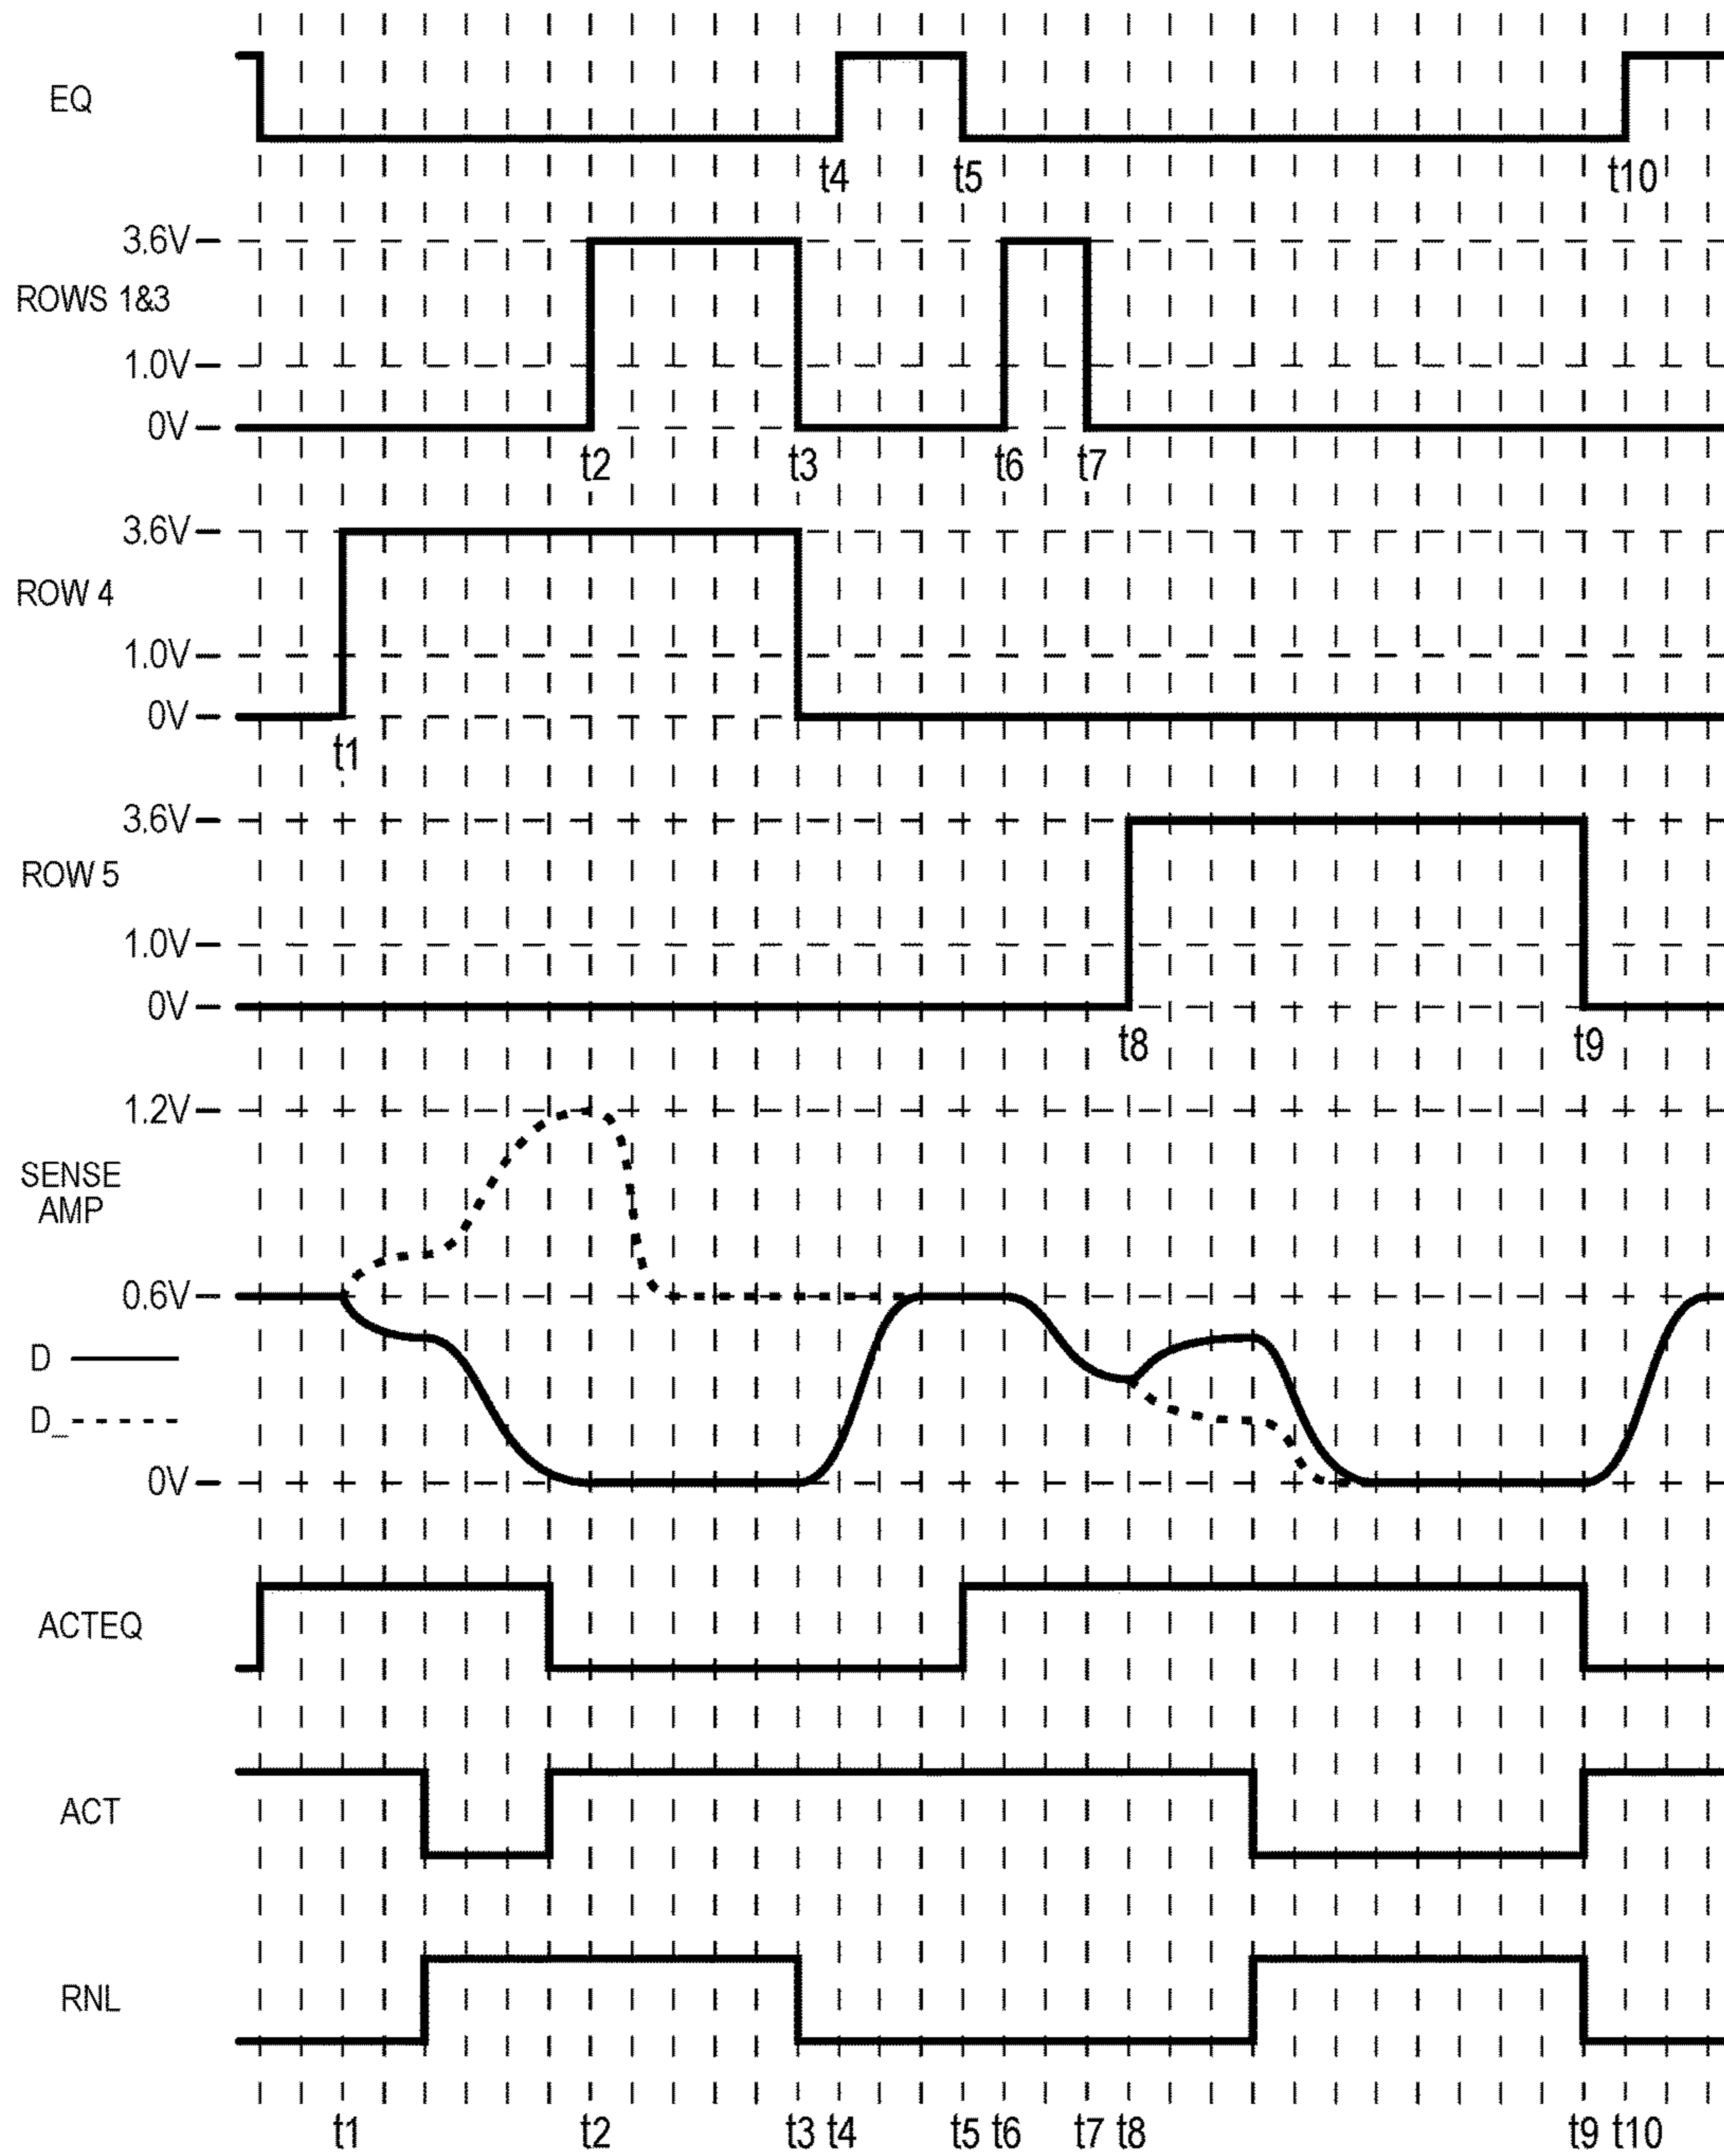 EQ
t4 t5 t10
3.6V
ROWS 1&3
1.0V
0V
t2 t3 t6 t7
3.6V
ROW 4
1.0V
0V
t1
3.6V
ROW 5
1.0V
0V
t8 t9
1.2V
SENSE
AMP
0.6V
D
D_
0V
ACTEQ
ACT
RNL
t1 t2 t3 t4 t5 t6 t7 t8 t9 t10